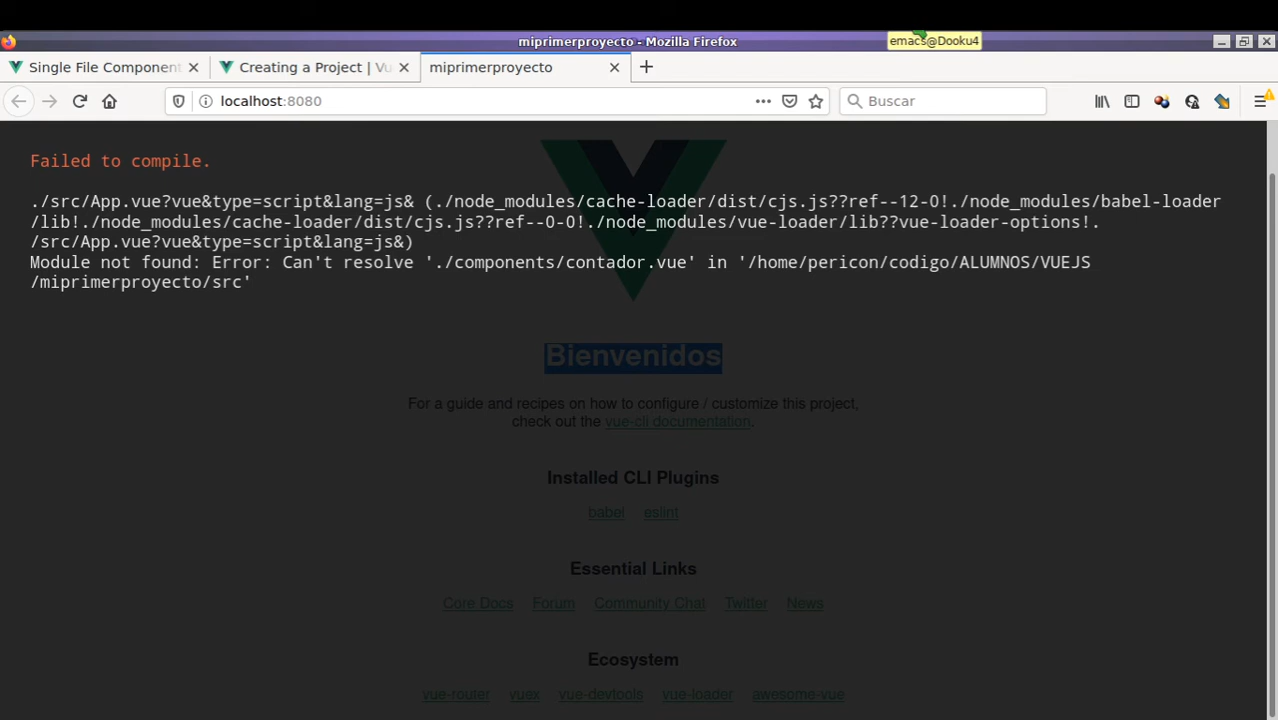 miprimerproyecto - Mozilla Firefox
emacs@Dooku4
Single File Component
Creating a Project | Vu
miprimerproyecto
localhost:8080
Buscar
Failed to compile.
./src/App.vue?vue&type=script&lang=js& (./node_modules/cache-loader/dist/cjs.js??ref--12-0!./node_modules/babel-loader
/lib!./node_modules/cache-loader/dist/cjs.js??ref--0-0!./node_modules/vue-loader/lib??vue-loader-options!.
/src/App.vue?vue&type=script&lang=js&)
Module not found: Error: Can't resolve './components/contador.vue' in '/home/pericon/codigo/ALUMNOS/VUEJS
/miprimerproyecto/src'
Bienvenidos
For a guide and recipes on how to configure / customize this project,
check out the vue-cli documentation.
Installed CLI Plugins
babel eslint
Essential Links
Core Docs Forum Community Chat Twitter News
Ecosystem
vue-router vuex vue-devtools vue-loader awesome-vue